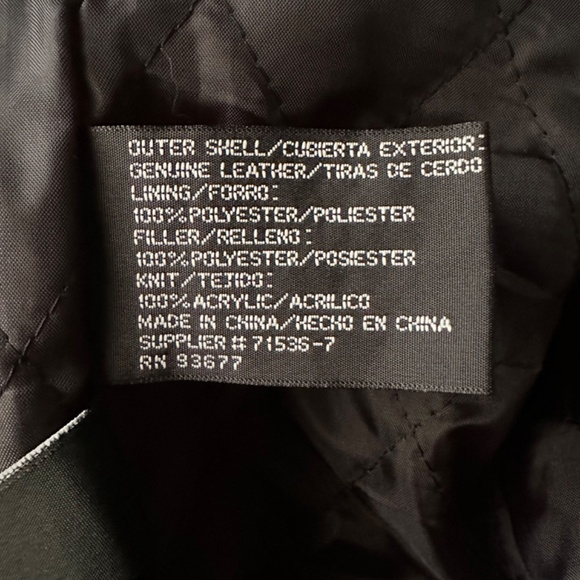 OUTER SHELL/CUBIERTA EXTERIOR:
GENUINE LEATHER/TIRAS DE CERDO
LINING/FORRO:
100%POLYESTER/POLIESTER
FILLER/RELLENO:
100%POLYESTER/POSIESTER
KNIT/TEJIDO:
100%ACRYLIC/ACRILICO
MADE IN CHINA/HECHO EN CHINA
SUPPLIER # 71536-7
RN 93677